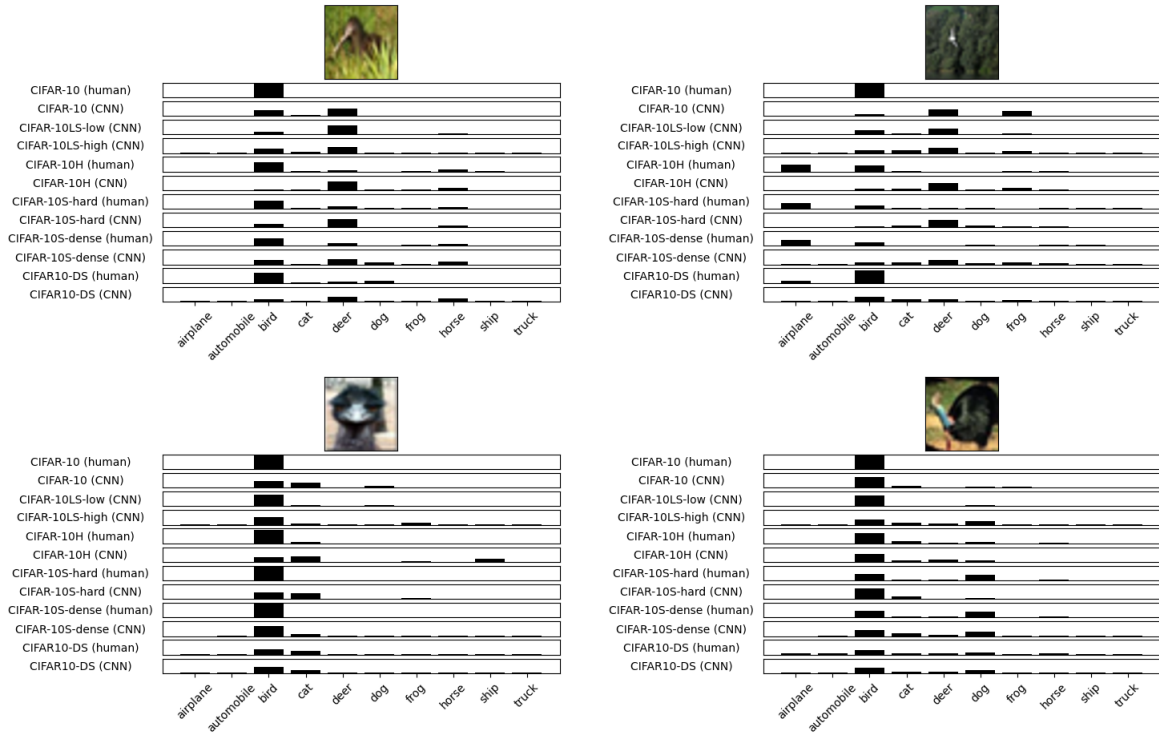 CIFAR-10 (human)
CIFAR-10 (CNN)
CIFAR-10LS-low (CNN)
CIFAR-10LS-high (CNN)
CIFAR-10H (human)
CIFAR-10H (CNN)
CIFAR-10S-hard (human)
CIFAR-10S-hard (CNN)
CIFAR-10S-dense (human)
CIFAR-10S-dense (CNN)
CIFAR10-DS (human)
CIFAR10-DS (CNN)
airplane automobile bird cat deer dog frog horse ship truck
CIFAR-10 (human)
CIFAR-10 (CNN)
CIFAR-10LS-low (CNN)
CIFAR-10LS-high (CNN)
CIFAR-10H (human)
CIFAR-10H (CNN)
CIFAR-10S-hard (human)
CIFAR-10S-hard (CNN)
CIFAR-10S-dense (human)
CIFAR-10S-dense (CNN)
CIFAR10-DS (human)
CIFAR10-DS (CNN)
airplane automobile bird cat deer dog frog horse ship truck
CIFAR-10 (human)
CIFAR-10 (CNN)
CIFAR-10LS-low (CNN)
CIFAR-10LS-high (CNN)
CIFAR-10H (human)
CIFAR-10H (CNN)
CIFAR-10S-hard (human)
CIFAR-10S-hard (CNN)
CIFAR-10S-dense (human)
CIFAR-10S-dense (CNN)
CIFAR10-DS (human)
CIFAR10-DS (CNN)
airplane automobile bird cat deer dog frog horse ship truck
CIFAR-10 (human)
CIFAR-10 (CNN)
CIFAR-10LS-low (CNN)
CIFAR-10LS-high (CNN)
CIFAR-10H (human)
CIFAR-10H (CNN)
CIFAR-10S-hard (human)
CIFAR-10S-hard (CNN)
CIFAR-10S-dense (human)
CIFAR-10S-dense (CNN)
CIFAR10-DS (human)
CIFAR10-DS (CNN)
airplane automobile bird cat deer dog frog horse ship truck